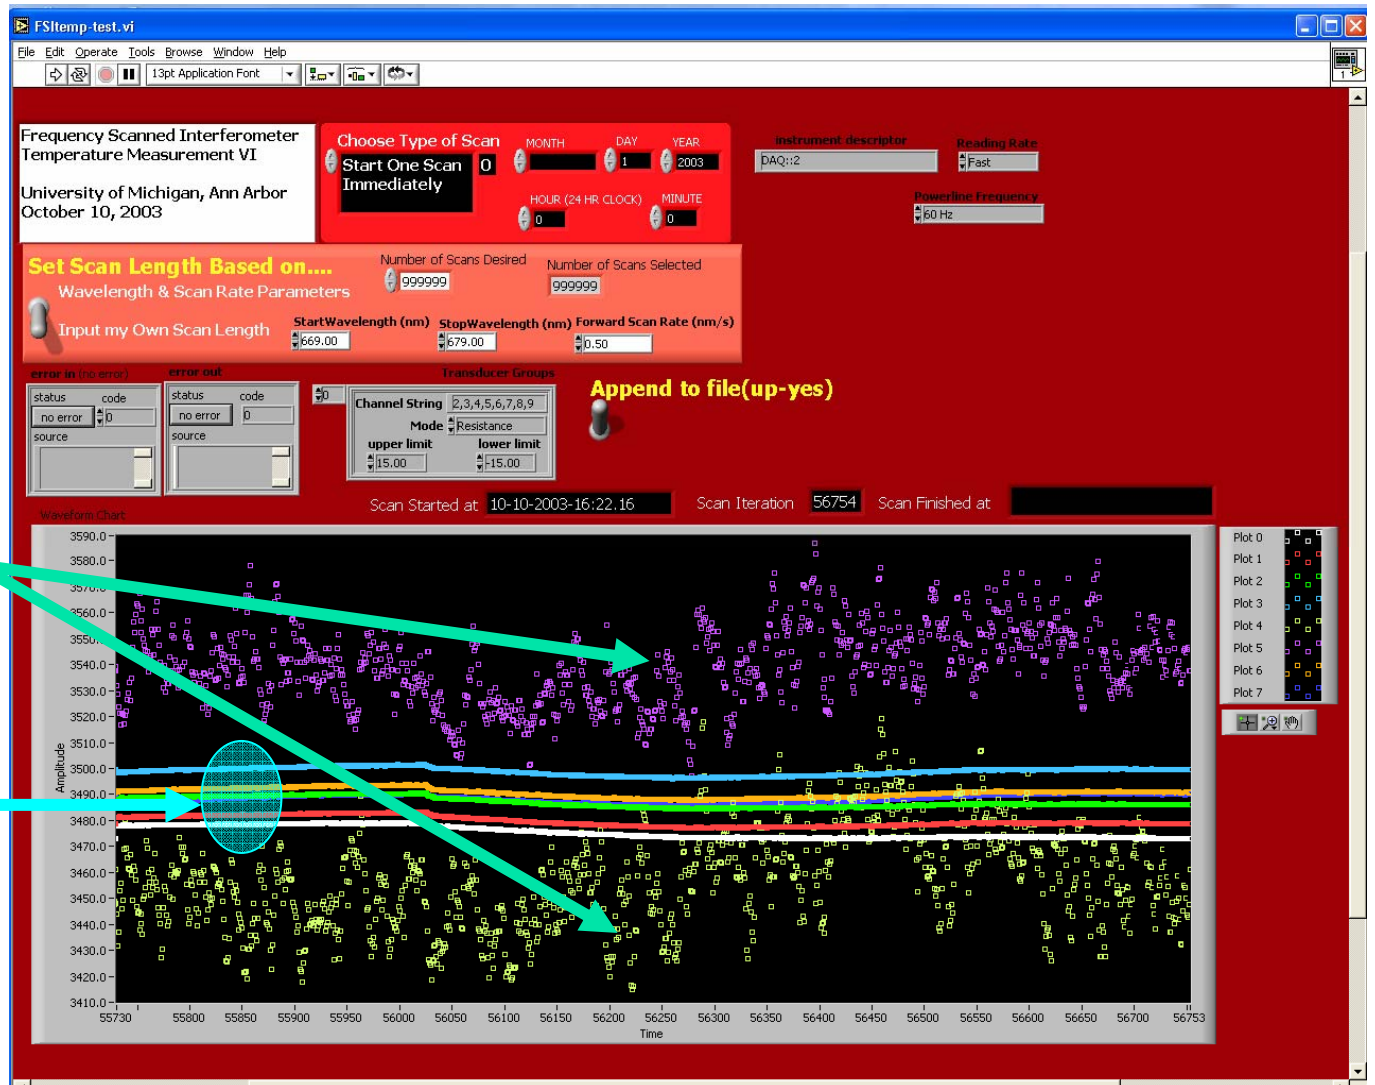 FSItemp-test.vi
File Edit Operate Tools Browse Window Help
13pt Application Font
1
Frequency Scanned Interferometer
Temperature Measurement VI
University of Michigan, Ann Arbor
October 10, 2003
Choose Type of Scan
Start One Scan
Immediately
0
MONTH DAY YEAR
1 2003
HOUR (24 HR CLOCK) MINUTE
0 0
instrument descriptor
DAQ::2
Reading Rate
Fast
Powerline Frequency
60 Hz
Set Scan Length Based on....
Wavelength & Scan Rate Parameters
Input my Own Scan Length
Number of Scans Desired
999999
Number of Scans Selected
999999
StartWavelength (nm) StopWavelength (nm) Forward Scan Rate (nm/s)
669.00 679.00 0.50
error in (no error)
status code
no error 0
source
error out
status code
no error 0
source
Transducer Groups
0
Channel String 2,3,4,5,6,7,8,9
Mode Resistance
upper limit lower limit
15.00 -15.00
Append to file(up-yes)
Scan Started at 10-10-2003-16:22.16 Scan Iteration 56754 Scan Finished at
Waveform Chart
3590.0
3580.0
3570.0
3560.0
3550.0
3540.0
3530.0
3520.0
3510.0
3500.0
3490.0
3480.0
3470.0
3460.0
3450.0
3440.0
3430.0
3420.0
3410.0
Amplitude
55730 55800 55850 55900 55950 56000 56050 56100 56150 56200 56250 56300 56350 56400 56450 56500 56550 56600 56650 56700 56753
Time
Plot 0
Plot 1
Plot 2
Plot 3
Plot 4
Plot 5
Plot 6
Plot 7